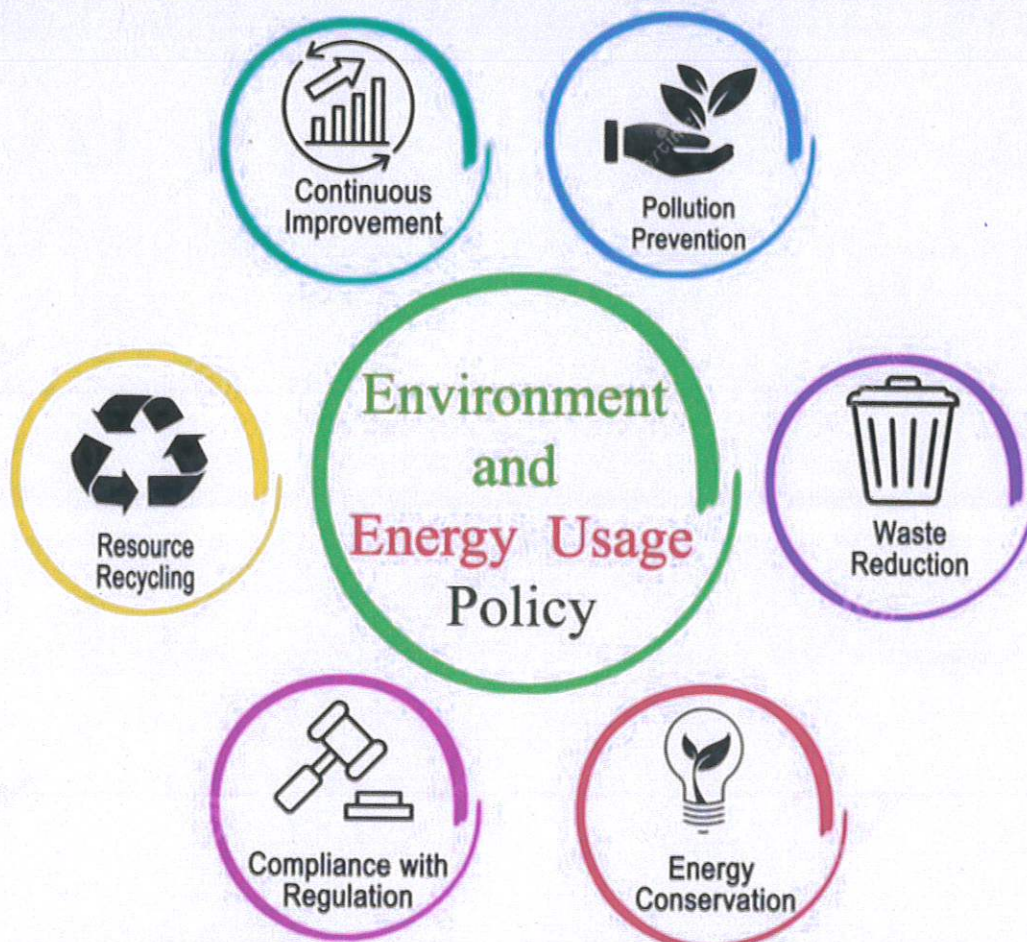 Continuous
Improvement
Pollution
Prevention
Environment
and
Energy Usage
Policy
Resource
Recycling
Waste
Reduction
Compliance with
Regulation
Energy
Conservation